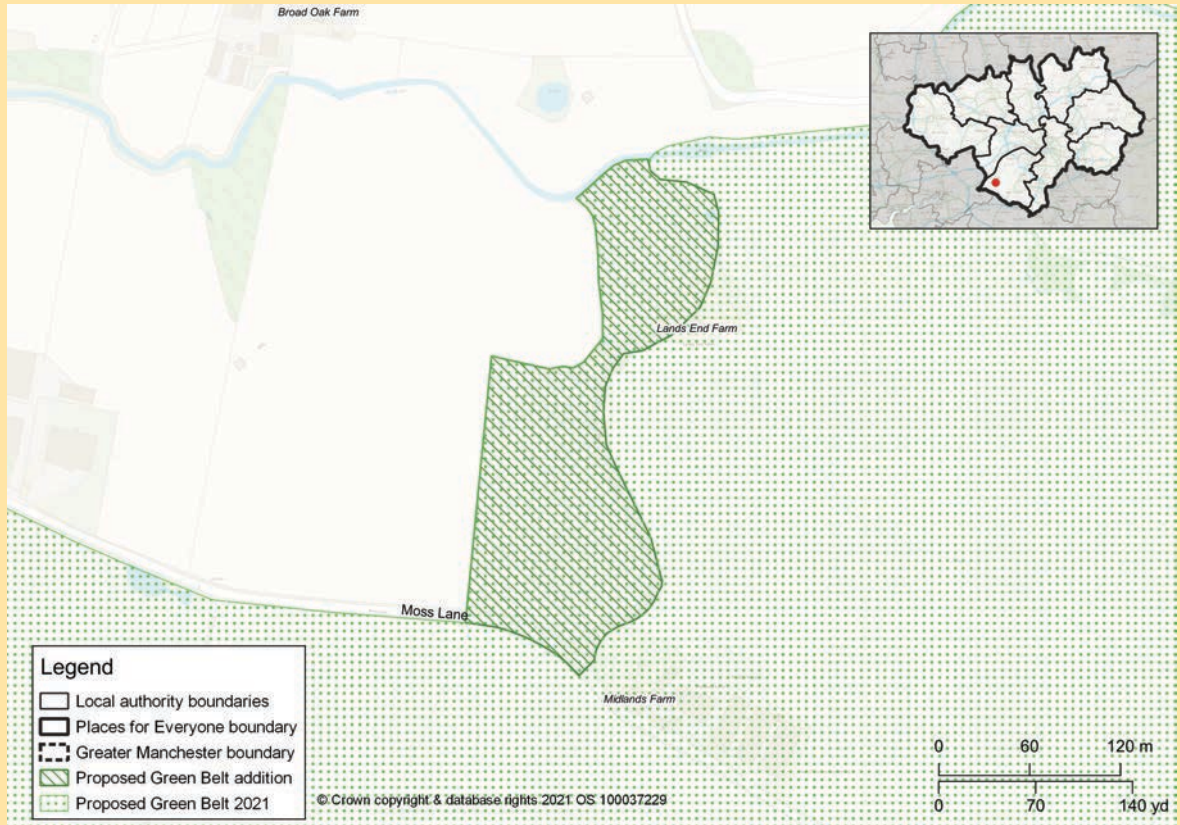 Broad Oak Farm
Lands End Farm
Moss Lane
Midlands Farm
Legend
Local authority boundaries
Places for Everyone boundary
Greater Manchester boundary
Proposed Green Belt addition
Proposed Green Belt 2021
© Crown copyright & database rights 2021 OS 100037229
0 60 120 m
0 70 140 yd